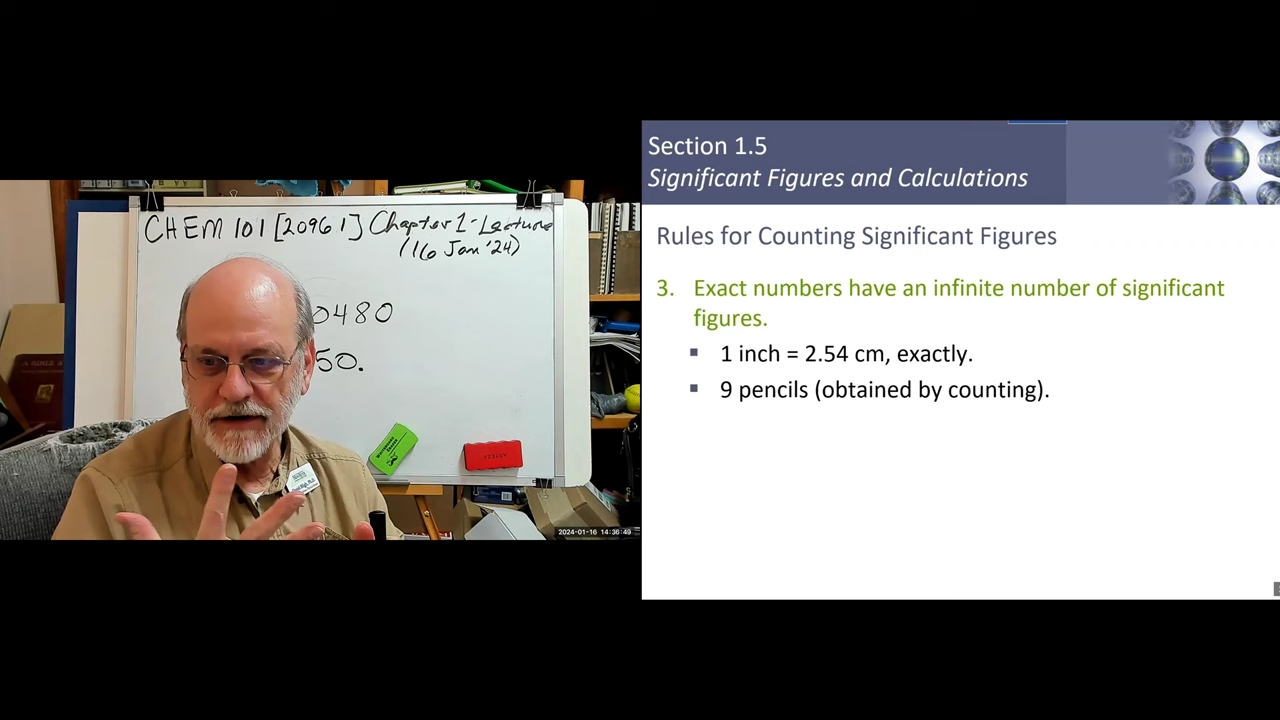 CHEM 101 [20961] Chapter 1 - Lecture
(16 Jan '24)
0480
50.
2024-01-16 14:36:49
Section 1.5
Significant Figures and Calculations
Rules for Counting Significant Figures
3. Exact numbers have an infinite number of significant
figures.
▪ 1 inch = 2.54 cm, exactly.
▪ 9 pencils (obtained by counting).